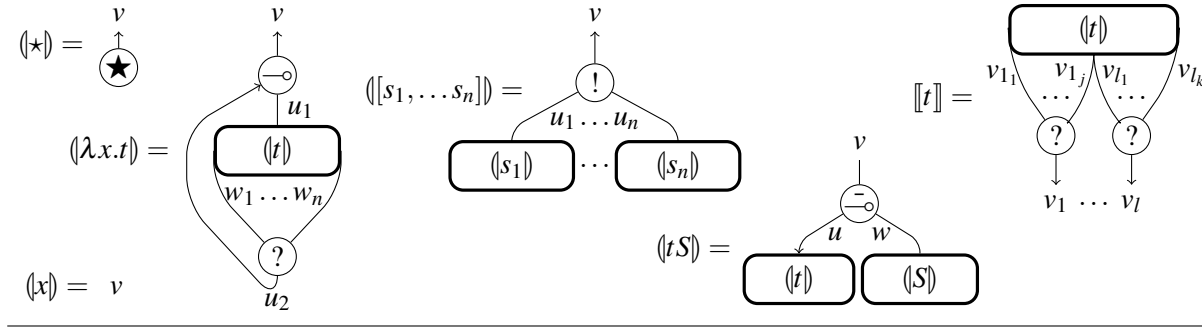 v
⦇★⦈ =
★
v
⊸
u₁
⦇λx.t⦈ =
⦇t⦈
w₁ … wₙ
?
u₂
⦇x⦈ = v
v
⦇[s₁, … sₙ]⦈ =
!
u₁ … uₙ
⦇s₁⦈ ⋯ ⦇sₙ⦈
v
⊸̄
u w
⦇tS⦈ =
⦇t⦈ ⦇S⦈
⦇t⦈
v₁₁ v₁ⱼ vₗ₁ vₗₖ
⟦t⟧ =
⋯ ⋯
? ?
v₁ ⋯ vₗ